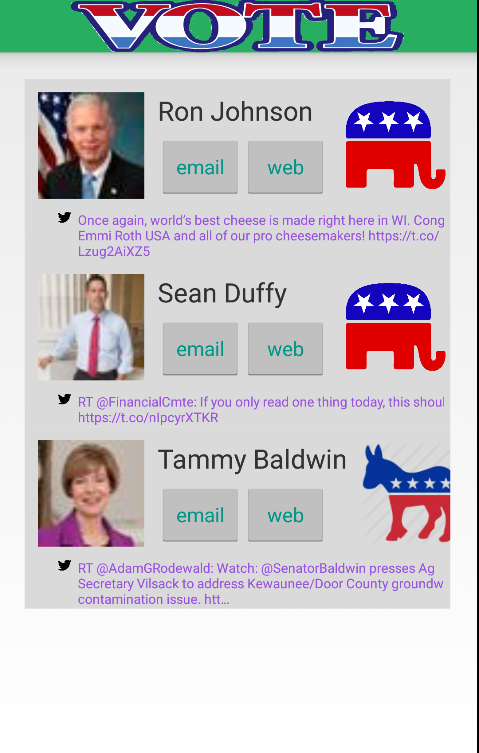 VOTE
Ron Johnson
email web
Once again, world's best cheese is made right here in WI. Cong
Emmi Roth USA and all of our pro cheesemakers! https://t.co/
Lzug2AiXZ5
Sean Duffy
email web
RT @FinancialCmte: If you only read one thing today, this shoul
https://t.co/nIpcyrXTKR
Tammy Baldwin
email web
RT @AdamGRodewald: Watch: @SenatorBaldwin presses Ag
Secretary Vilsack to address Kewaunee/Door County groundw
contamination issue. htt…